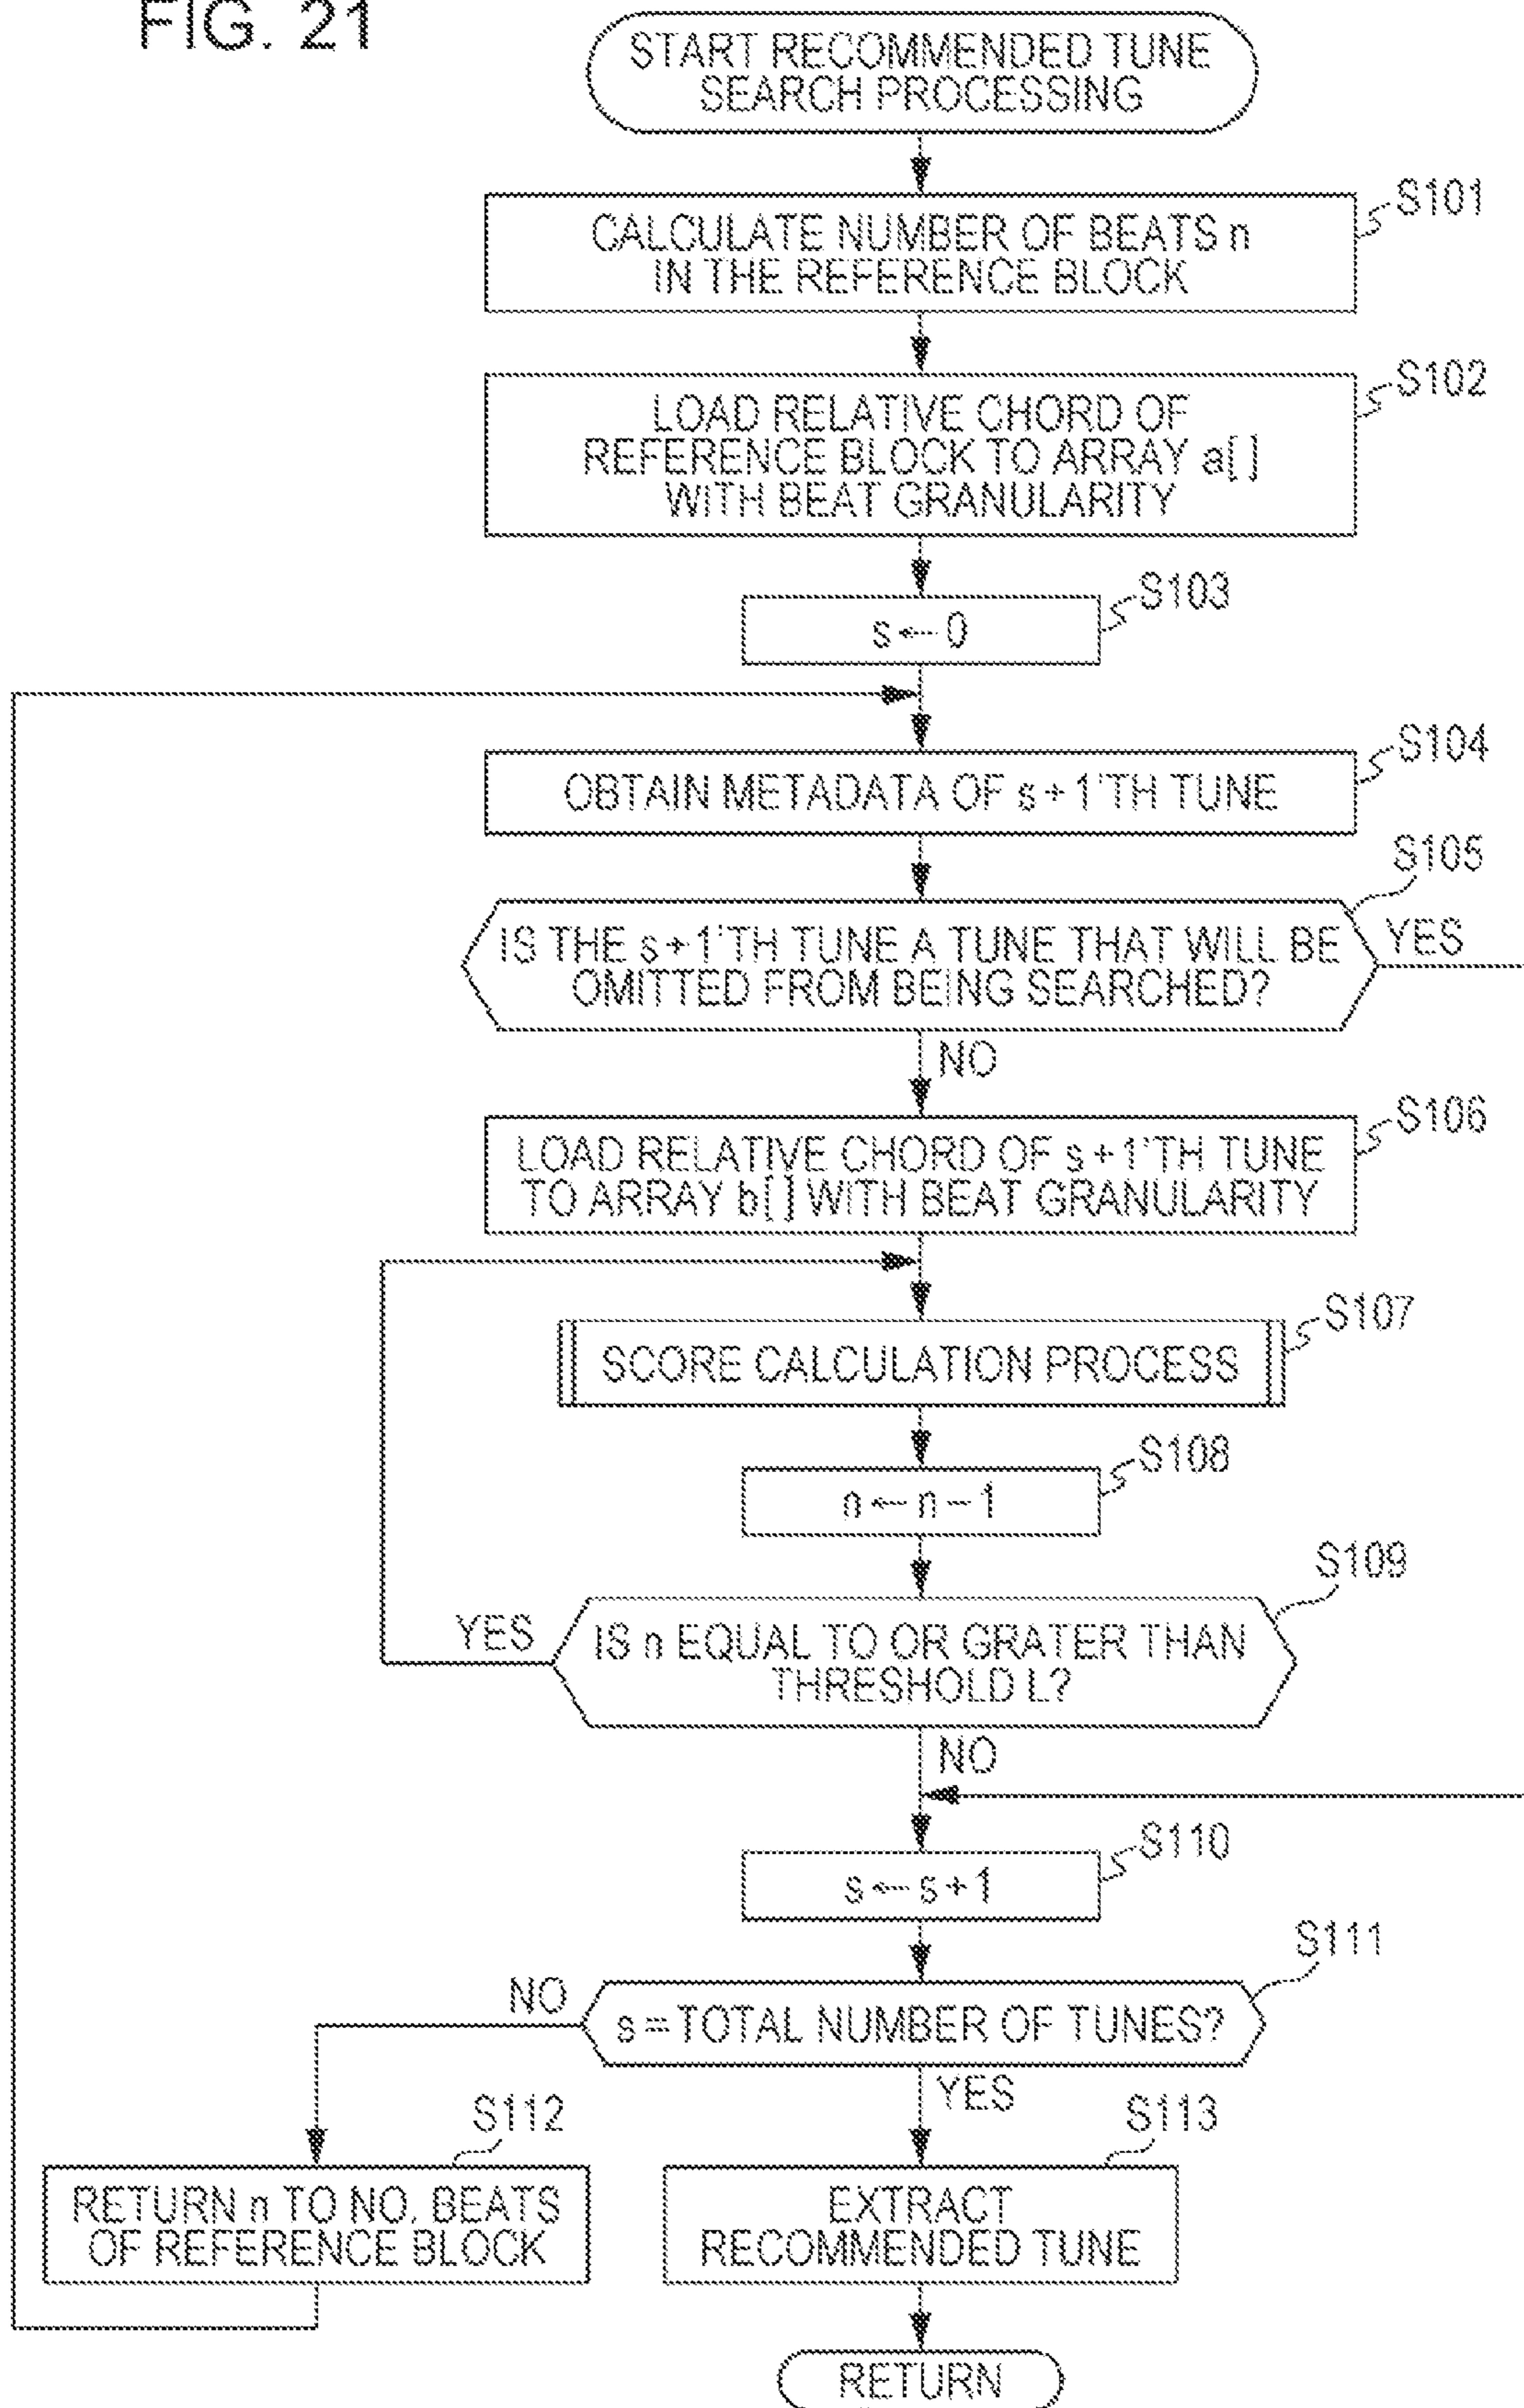 FIG. 21
START RECOMMENDED TUNE
SEARCH PROCESSING
S101
CALCULATE NUMBER OF BEATS n
IN THE REFERENCE BLOCK
S102
LOAD RELATIVE CHORD OF
REFERENCE BLOCK TO ARRAY a[ ]
WITH BEAT GRANULARITY
S103
s ← 0
S104
OBTAIN METADATA OF s + 1'TH TUNE
S105
IS THE s + 1'TH TUNE A TUNE THAT WILL BE
OMITTED FROM BEING SEARCHED?
YES
NO
S106
LOAD RELATIVE CHORD OF s + 1'TH TUNE
TO ARRAY b[ ] WITH BEAT GRANULARITY
S107
SCORE CALCULATION PROCESS
S108
n ← n − 1
S109
YES
IS n EQUAL TO OR GRATER THAN
THRESHOLD L?
NO
S110
s ← s + 1
S111
NO
s = TOTAL NUMBER OF TUNES?
YES
S112
S113
RETURN n TO NO. BEATS
OF REFERENCE BLOCK
EXTRACT
RECOMMENDED TUNE
RETURN